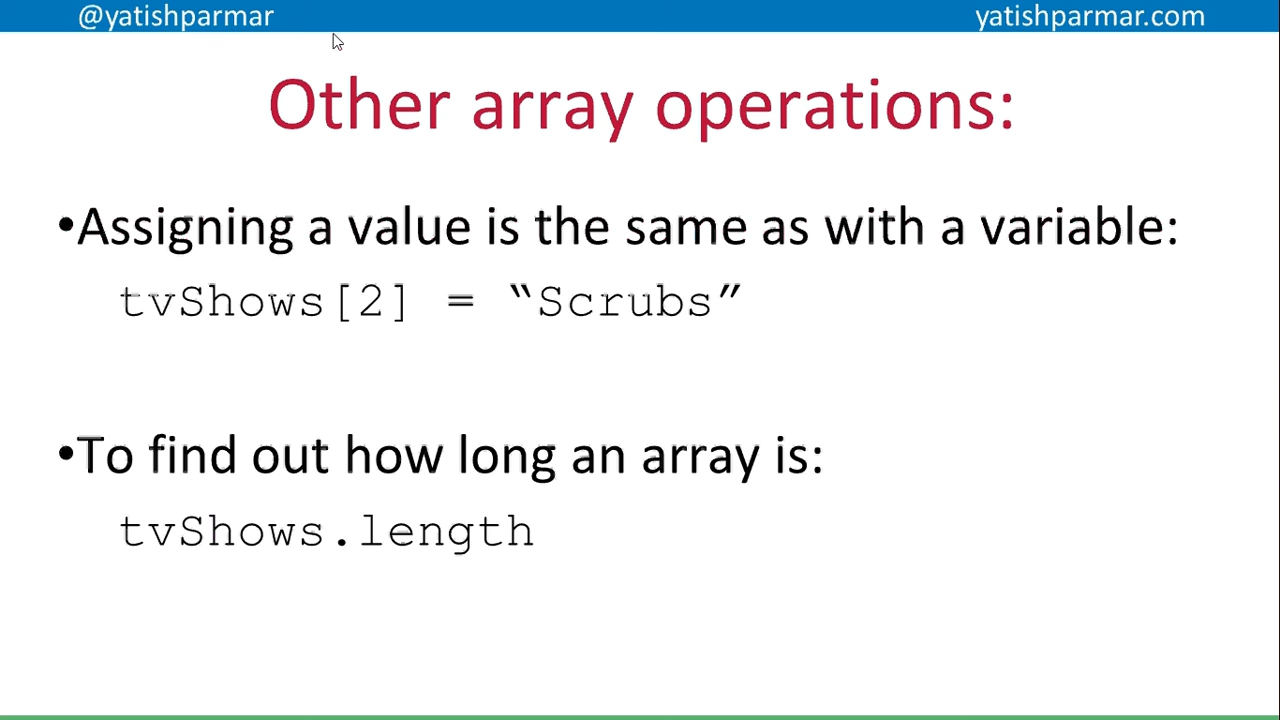 @yatishparmar yatishparmar.com
Other array operations:
•Assigning a value is the same as with a variable:
tvShows[2] = “Scrubs”
•To find out how long an array is:
tvShows.length